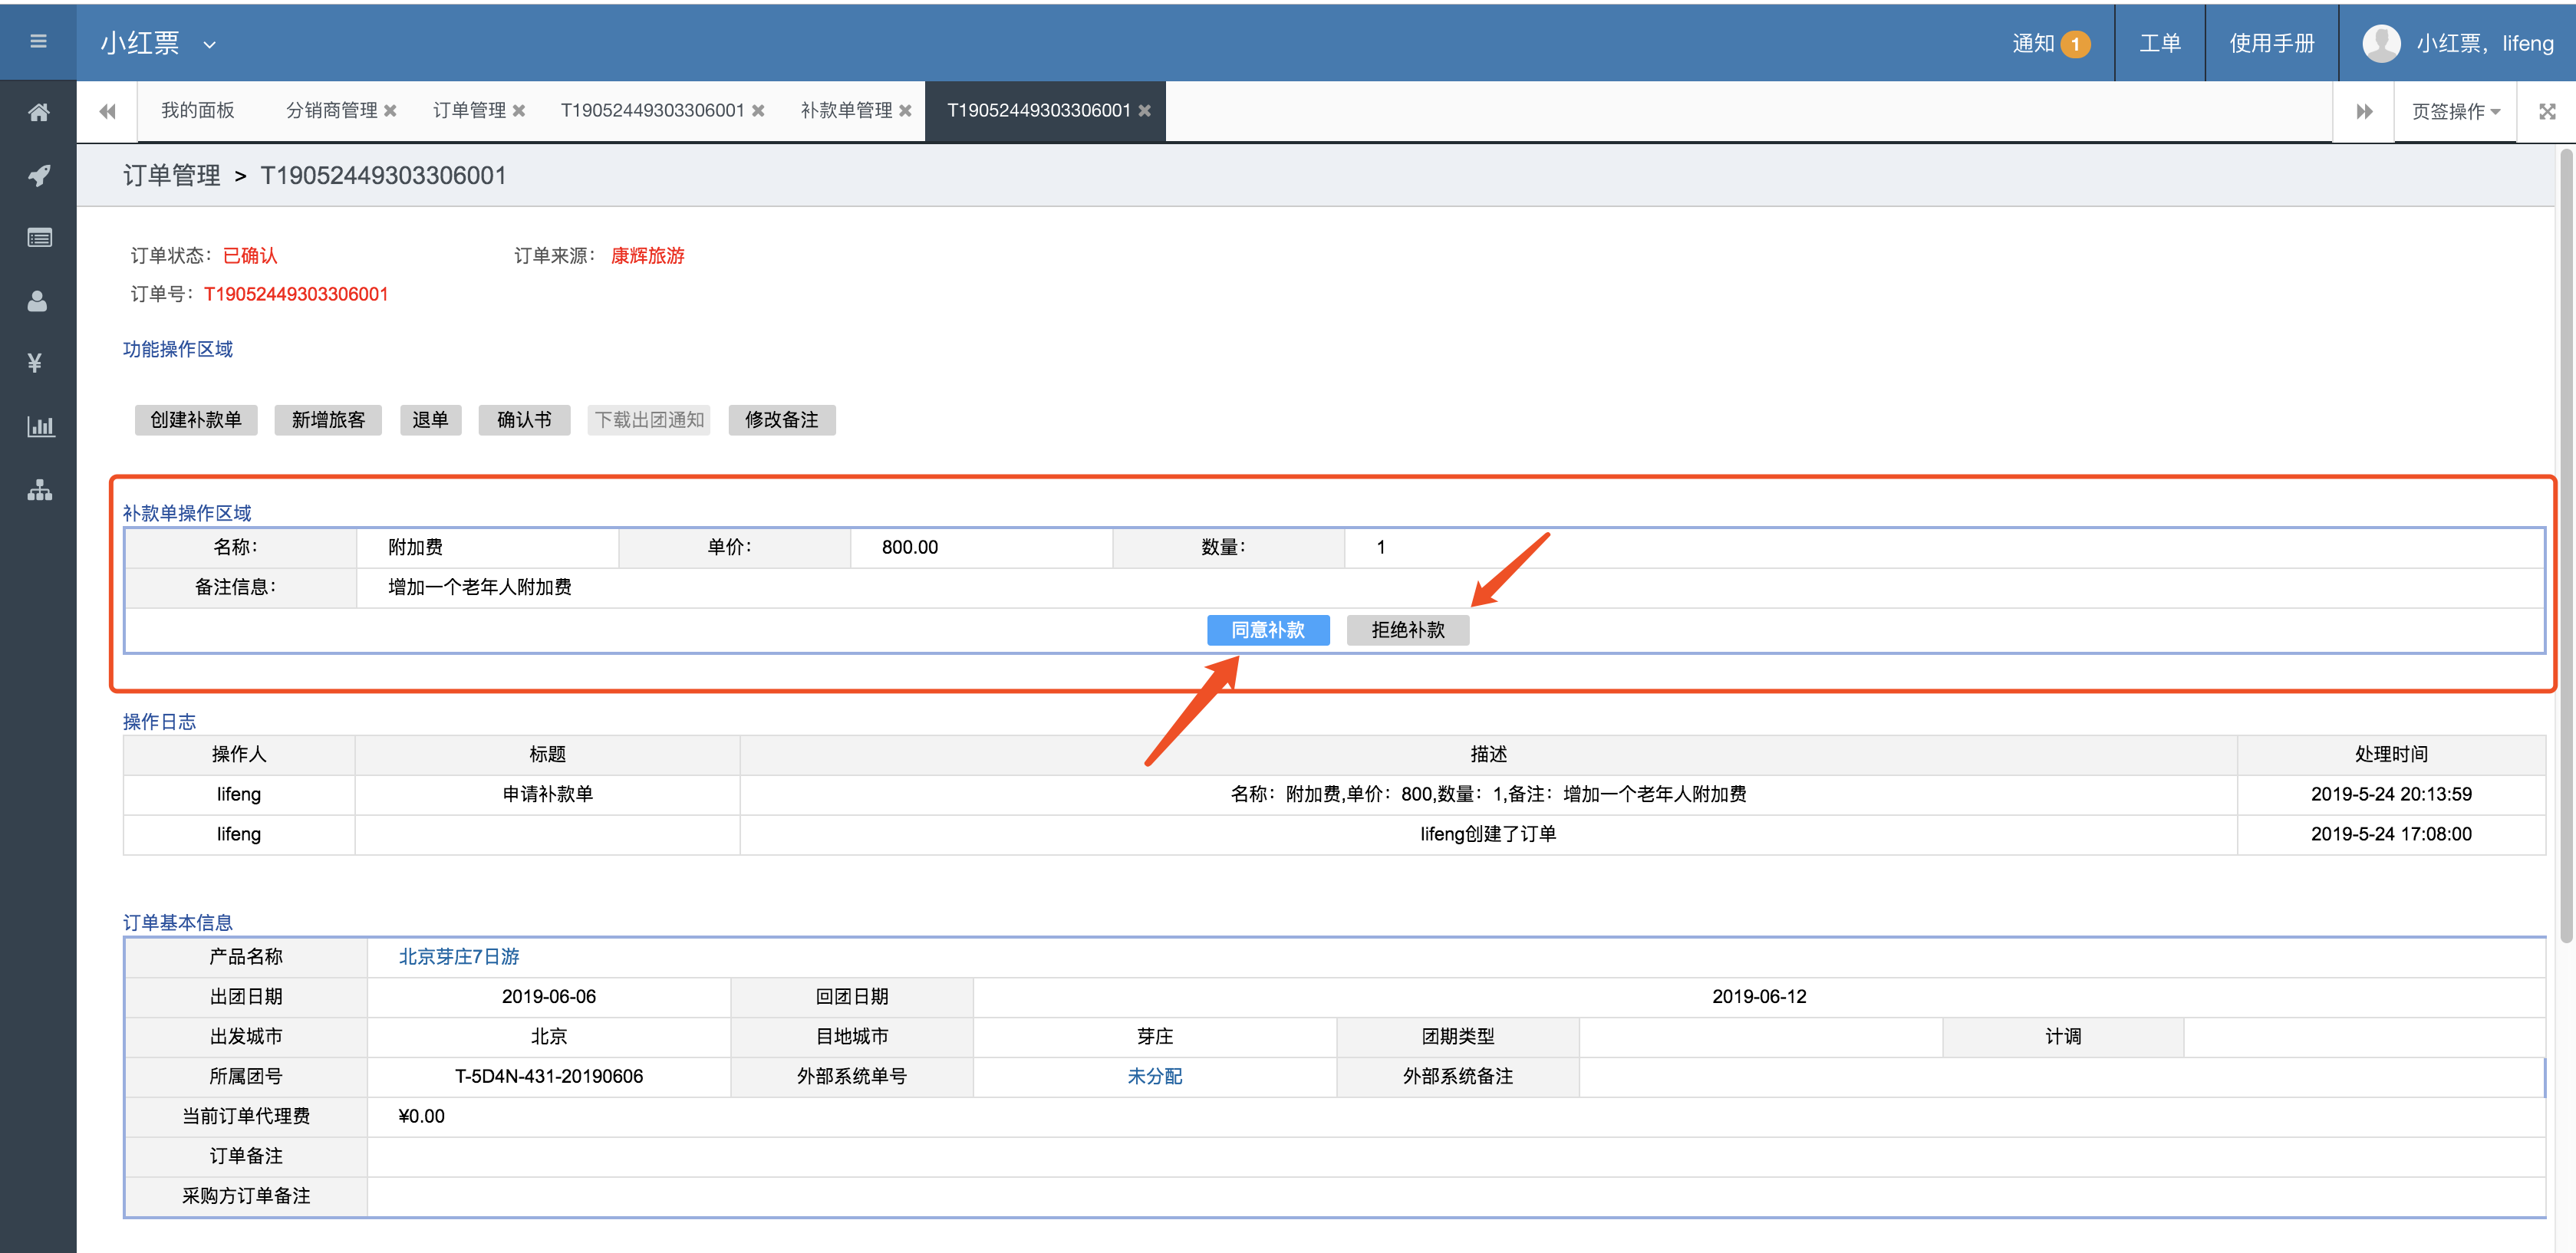 小红票 通知 1 工单 使用手册 小红票，lifeng
我的面板 分销商管理 订单管理 T19052449303306001 补款单管理 T19052449303306001 页签操作
订单管理 > T19052449303306001
订单状态：已确认 订单来源：康辉旅游
订单号：T19052449303306001
功能操作区域
创建补款单 新增旅客 退单 确认书 下载出团通知 修改备注
补款单操作区域
名称： 附加费 单价： 800.00 数量： 1
备注信息： 增加一个老年人附加费
同意补款 拒绝补款
操作日志
操作人 标题 描述 处理时间
lifeng 申请补款单 名称：附加费,单价：800,数量：1,备注：增加一个老年人附加费 2019-5-24 20:13:59
lifeng lifeng创建了订单 2019-5-24 17:08:00
订单基本信息
产品名称 北京芽庄7日游
出团日期 2019-06-06 回团日期 2019-06-12
出发城市 北京 目地城市 芽庄 团期类型 计调
所属团号 T-5D4N-431-20190606 外部系统单号 未分配 外部系统备注
当前订单代理费 ¥0.00
订单备注
采购方订单备注